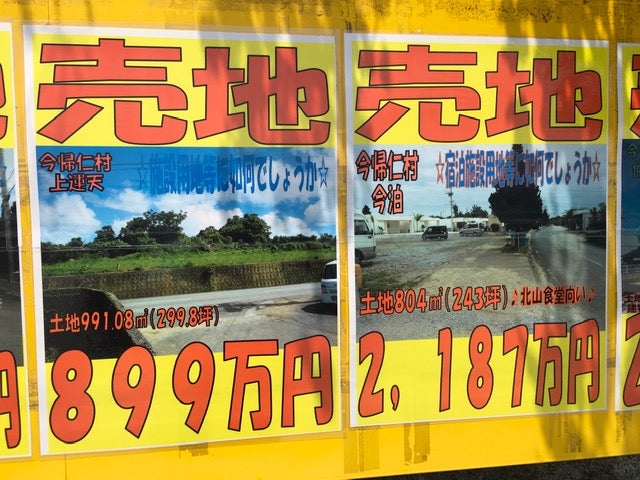 売地
今帰仁村
上運天
☆施設用地等に如何でしょうか☆
土地991.08㎡(299.8坪)
899万円
売地
今帰仁村
今泊
☆宿泊施設用地等に如何でしょうか☆
土地804㎡(243坪)♪北山食堂向い♪
2,187万円